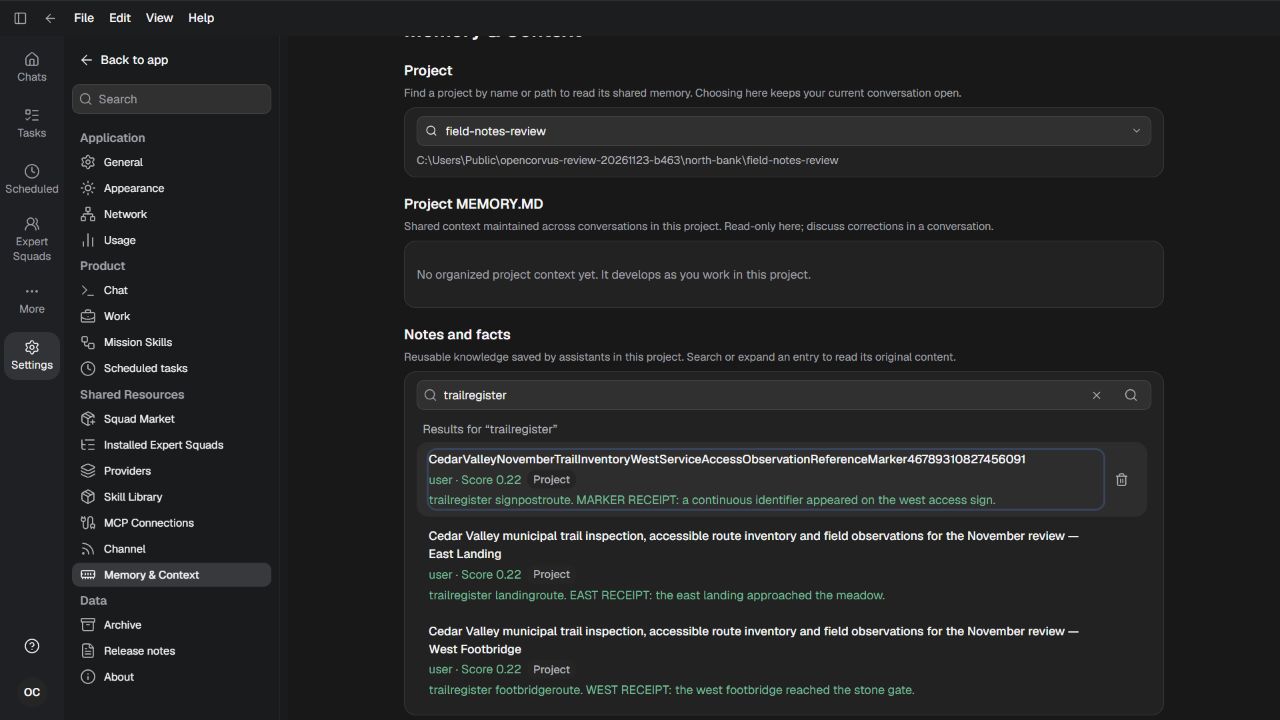 File Edit View Help
Chats
Tasks
Scheduled
Expert
Squads
More
Settings
OC
Back to app
Search
Application
General
Appearance
Network
Usage
Product
Chat
Work
Mission Skills
Scheduled tasks
Shared Resources
Squad Market
Installed Expert Squads
Providers
Skill Library
MCP Connections
Channel
Memory & Context
Data
Archive
Release notes
About
Memory & Context
Project
Find a project by name or path to read its shared memory. Choosing here keeps your current conversation open.
field-notes-review
C:\Users\Public\opencorvus-review-20261123-b463\north-bank\field-notes-review
Project MEMORY.MD
Shared context maintained across conversations in this project. Read-only here; discuss corrections in a conversation.
No organized project context yet. It develops as you work in this project.
Notes and facts
Reusable knowledge saved by assistants in this project. Search or expand an entry to read its original content.
trailregister
Results for “trailregister”
CedarValleyNovemberTrailInventoryWestServiceAccessObservationReferenceMarker46789310827456091
user · Score 0.22 Project
trailregister signpostroute. MARKER RECEIPT: a continuous identifier appeared on the west access sign.
Cedar Valley municipal trail inspection, accessible route inventory and field observations for the November review —
East Landing
user · Score 0.22 Project
trailregister landingroute. EAST RECEIPT: the east landing approached the meadow.
Cedar Valley municipal trail inspection, accessible route inventory and field observations for the November review —
West Footbridge
user · Score 0.22 Project
trailregister footbridgeroute. WEST RECEIPT: the west footbridge reached the stone gate.